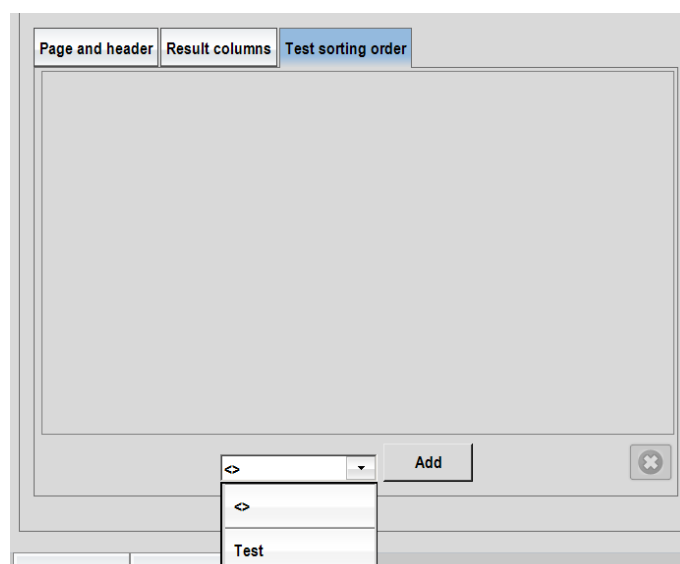 Page and header Result columns Test sorting order
<> Add
<>
Test